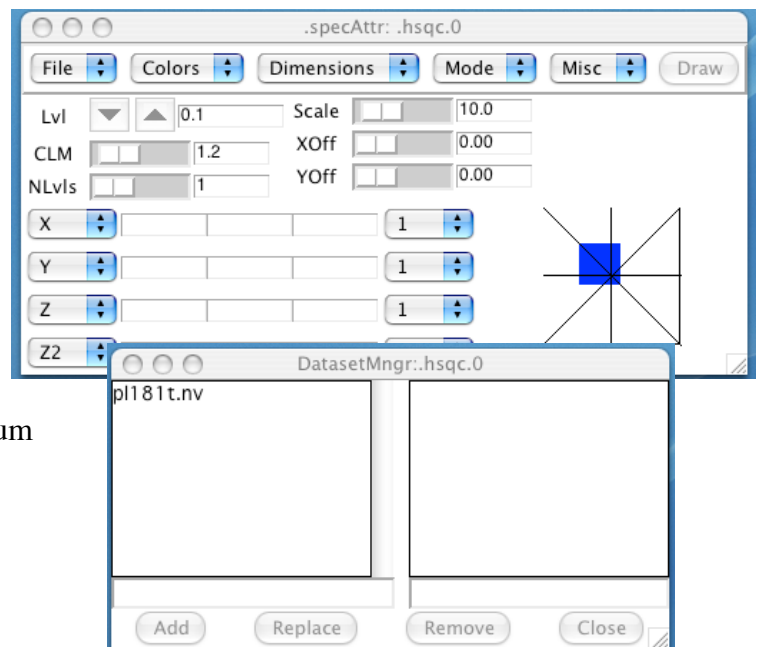 .specAttr: .hsqc.0
File Colors Dimensions Mode Misc Draw
Lvl 0.1 Scale 10.0
CLM 1.2 XOff 0.00
NLvls 1 YOff 0.00
X 1
Y 1
Z 1
Z2
DatasetMngr:.hsqc.0
pl181t.nv
um
Add Replace Remove Close